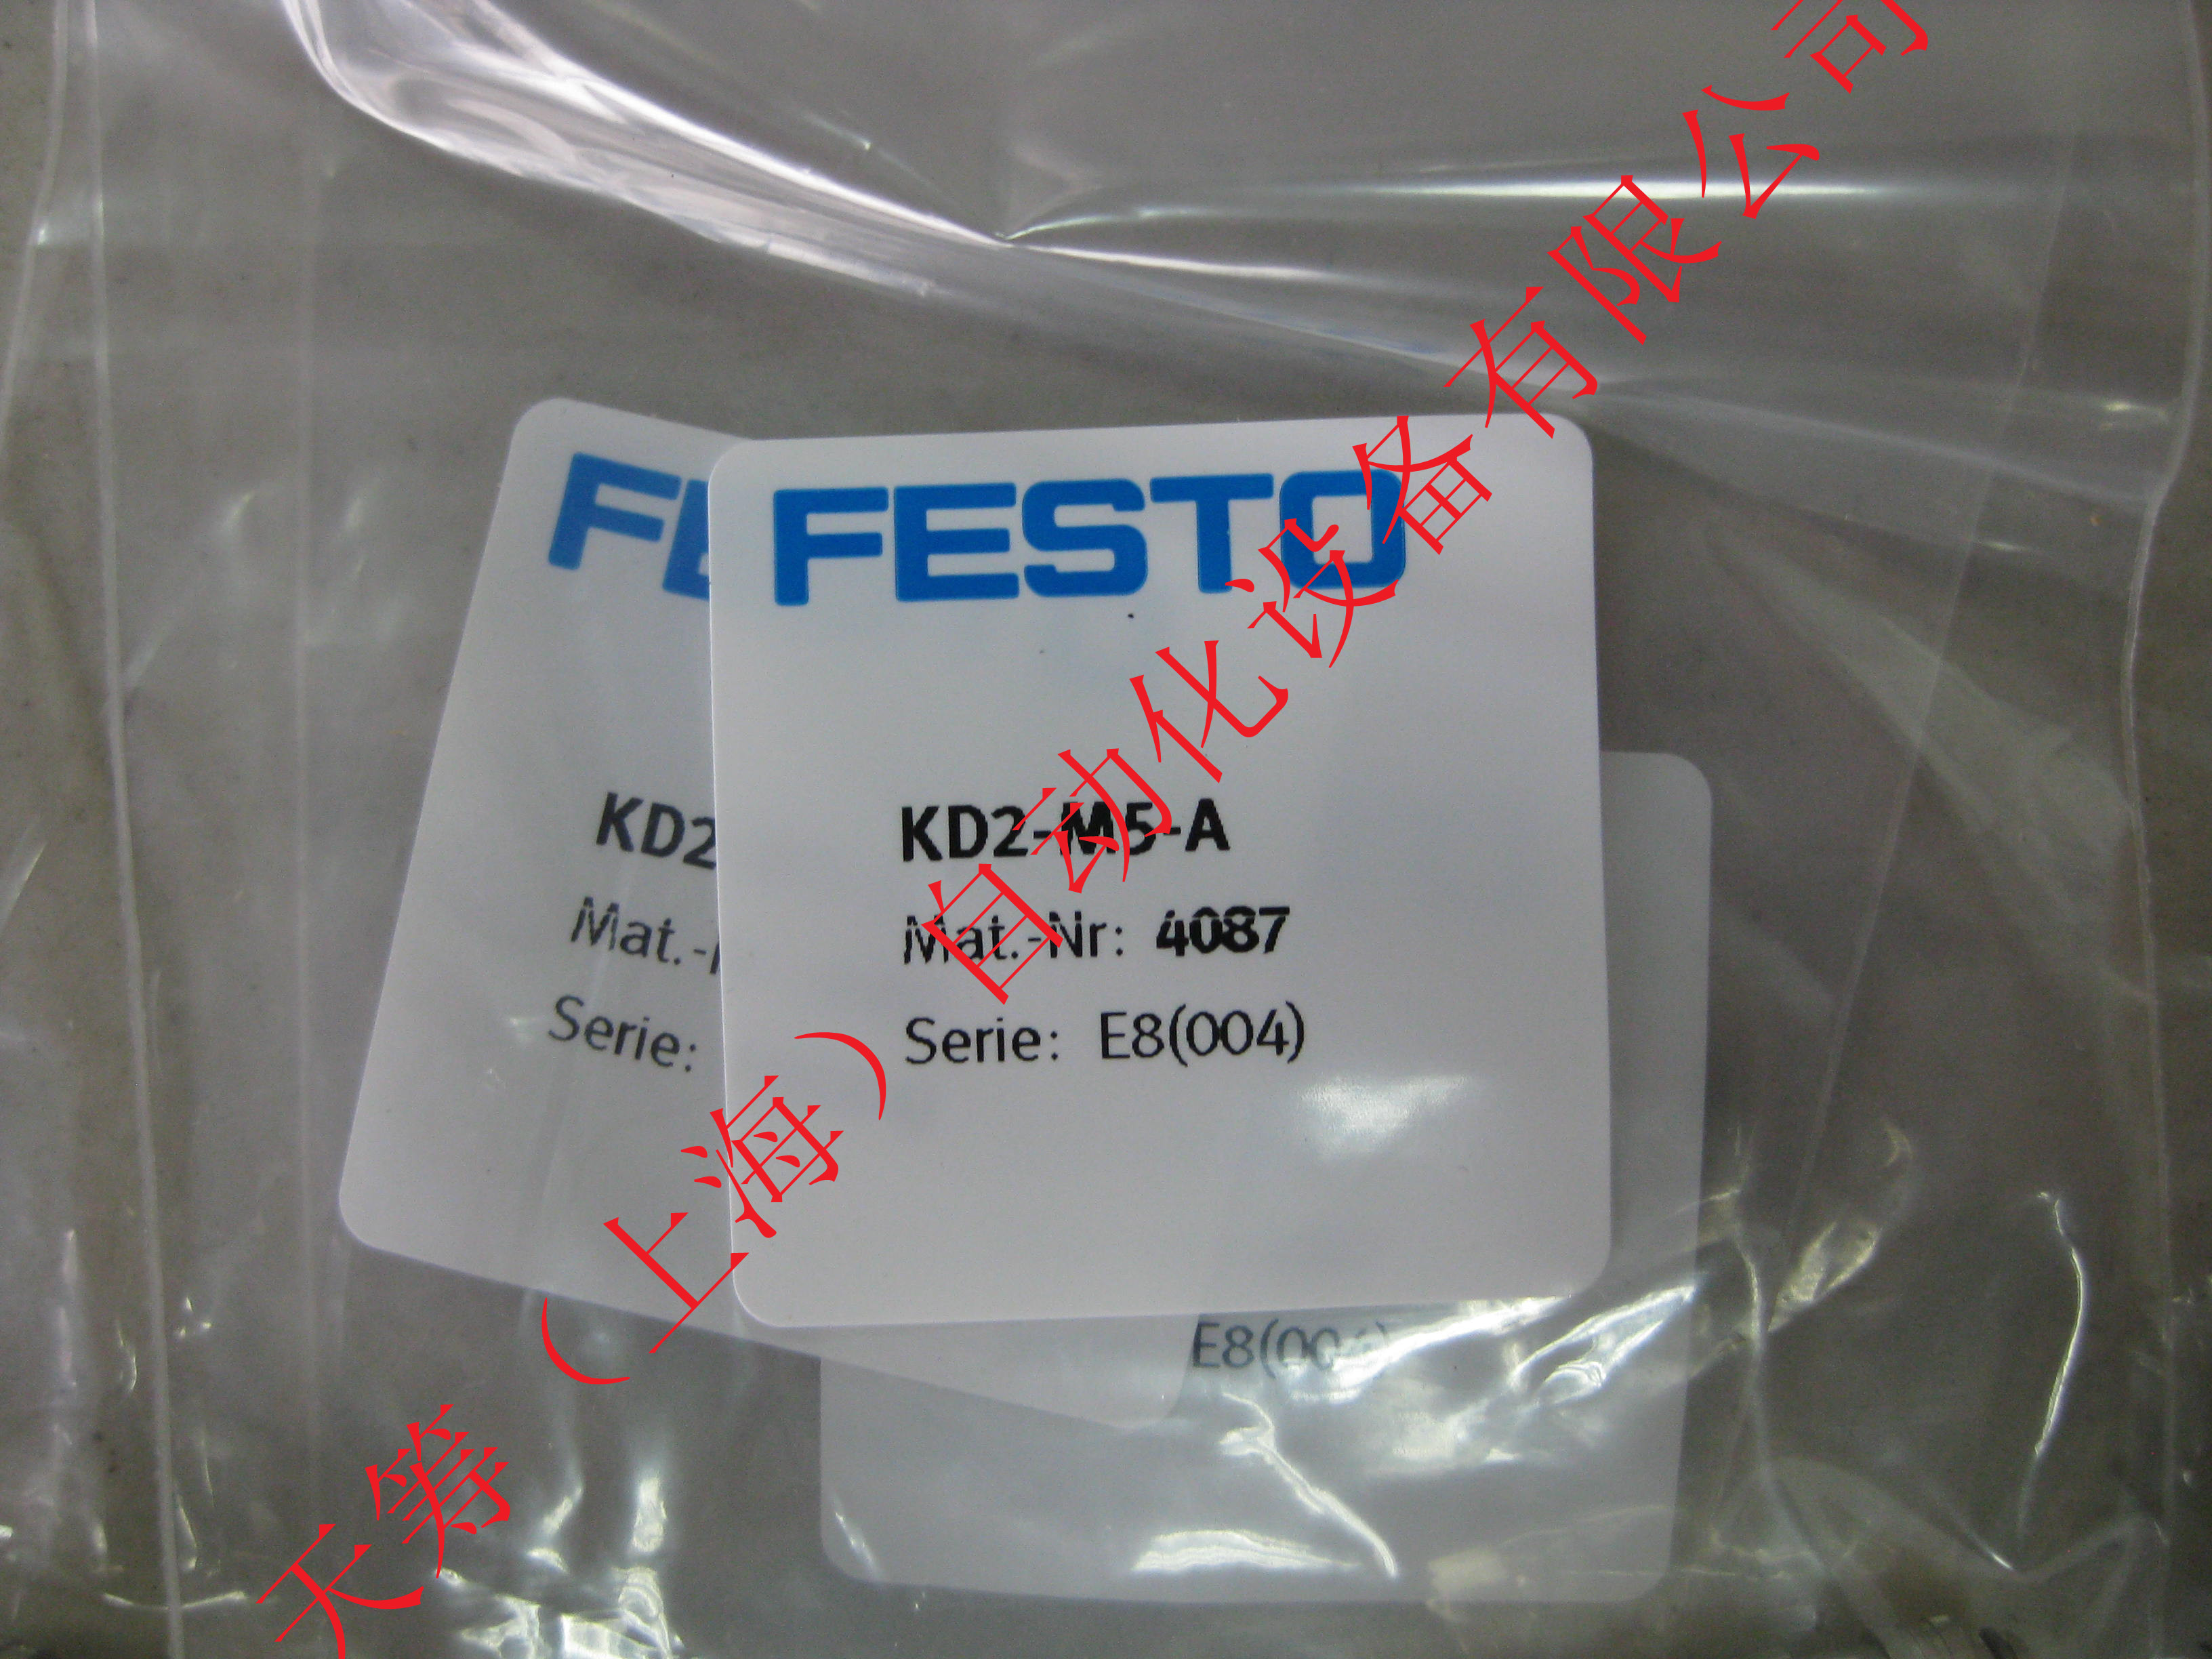 FESTO
KD2-M5-A
Mat.-Nr: 4087
Serie: E8(004)
FE
KD2
Mat.-
Serie:
E8(004)
天筹（上海）自动化设备有限公司